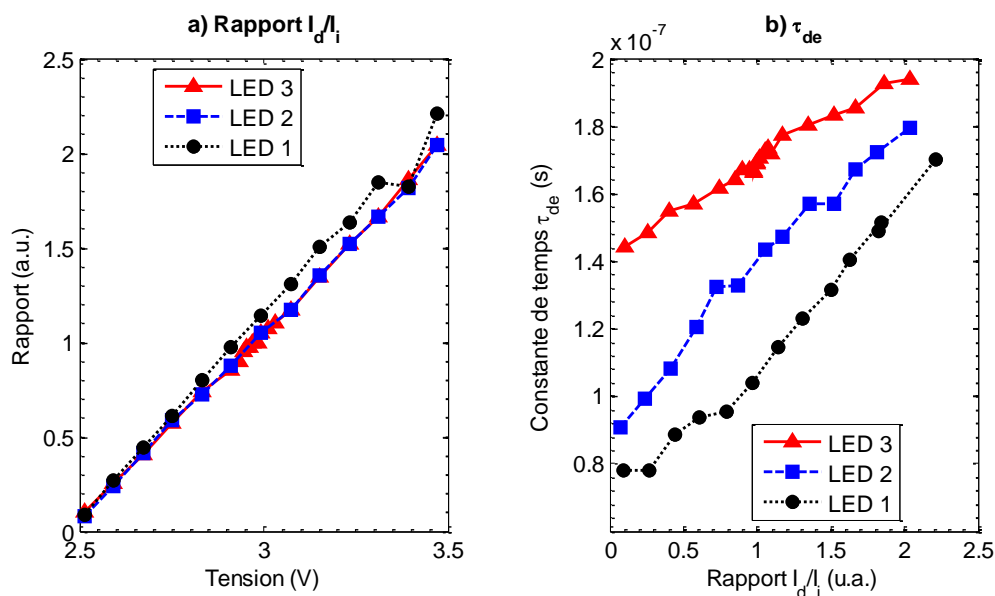 a) Rapport I_d/I_i
Rapport (a.u.)
2.5
2
1.5
1
0.5
0
LED 3
LED 2
LED 1
2.5
3
3.5
Tension (V)
b) τ_de
x 10^-7
Constante de temps τ_de (s)
2
1.8
1.6
1.4
1.2
1
0.8
LED 3
LED 2
LED 1
0
0.5
1
1.5
2
2.5
Rapport I_d/I_i (u.a.)